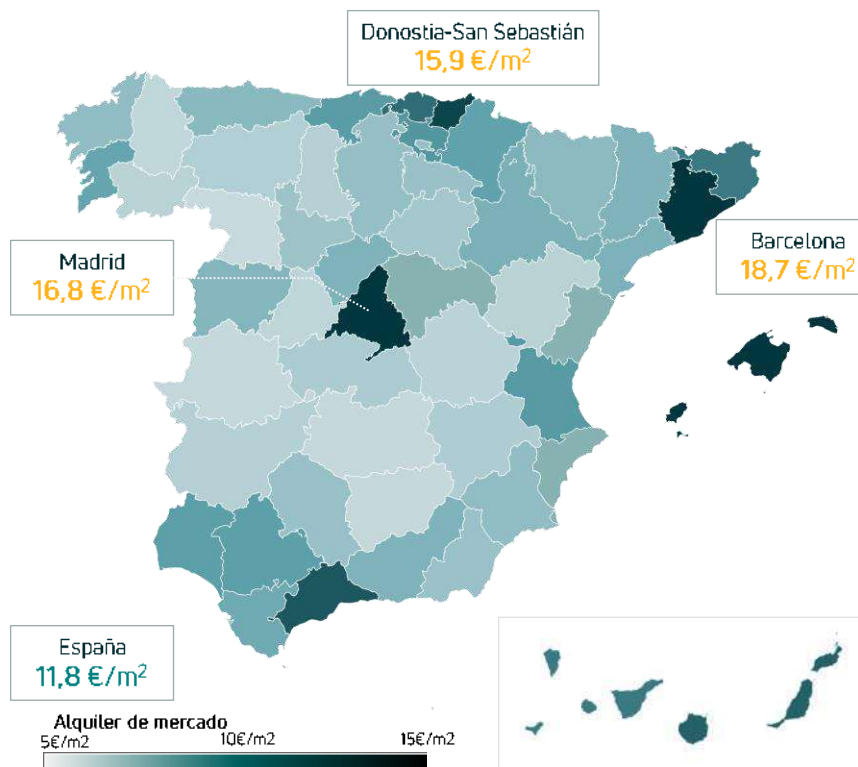 Donostia-San Sebastián
15,9 €/m²
Madrid
16,8 €/m²
Barcelona
18,7 €/m²
España
11,8 €/m²
Alquiler de mercado
5€/m2 10€/m2 15€/m2